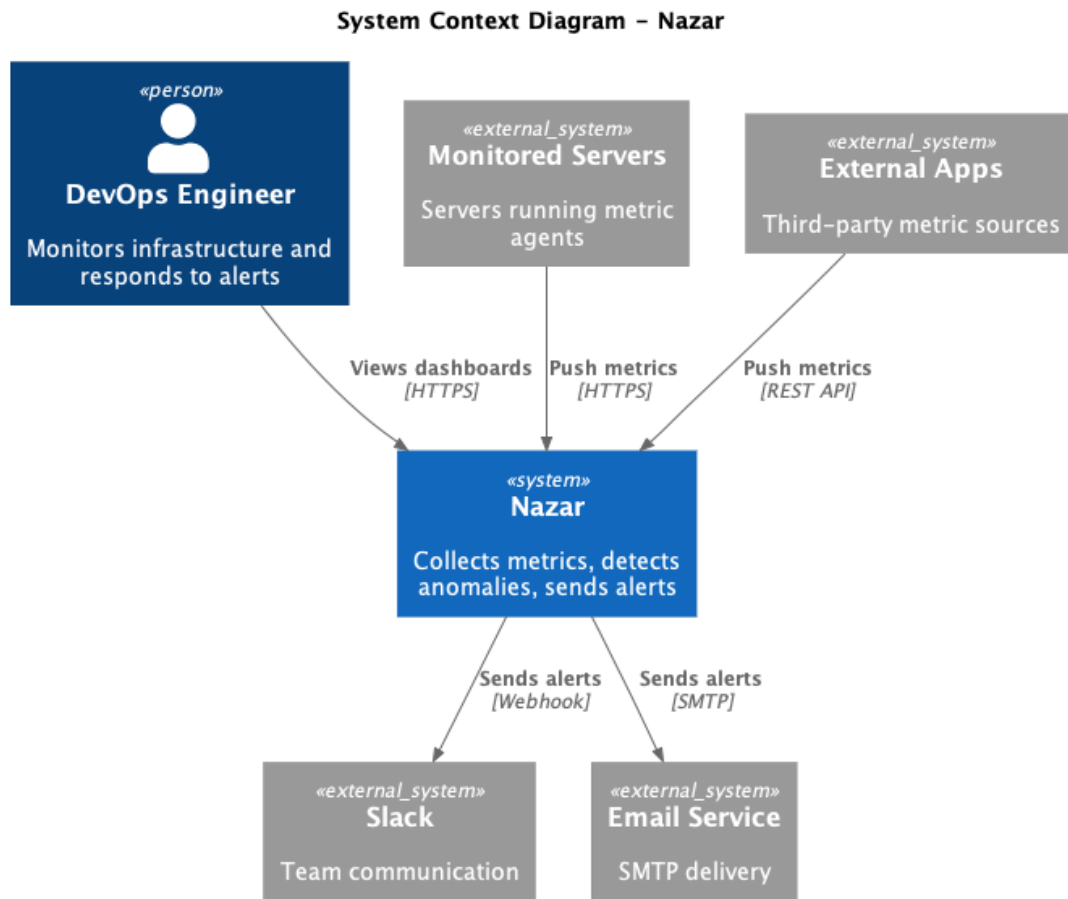 System Context Diagram – Nazar
«person»
DevOps Engineer
Monitors infrastructure and
responds to alerts
«external_system»
Monitored Servers
Servers running metric
agents
«external_system»
External Apps
Third-party metric sources
Views dashboards
[HTTPS]
Push metrics
[HTTPS]
Push metrics
[REST API]
«system»
Nazar
Collects metrics, detects
anomalies, sends alerts
Sends alerts
[Webhook]
Sends alerts
[SMTP]
«external_system»
Slack
Team communication
«external_system»
Email Service
SMTP delivery